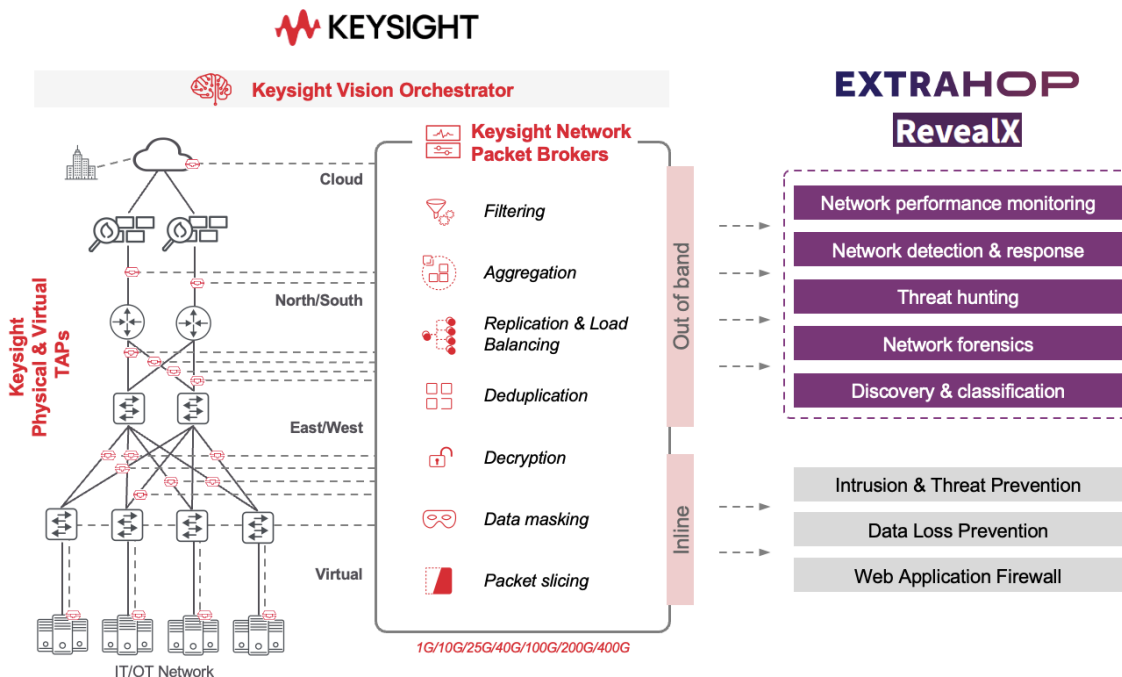 KEYSIGHT
Keysight Vision Orchestrator
EXTRAHOP
RevealX
Keysight Network
Packet Brokers
Cloud
Filtering
Aggregation
North/South
Replication & Load
Balancing
Deduplication
East/West
Decryption
Data masking
Virtual
Packet slicing
1G/10G/25G/40G/100G/200G/400G
Keysight
Physical & Virtual
TAPs
IT/OT Network
Out of band
Inline
Network performance monitoring
Network detection & response
Threat hunting
Network forensics
Discovery & classification
Intrusion & Threat Prevention
Data Loss Prevention
Web Application Firewall